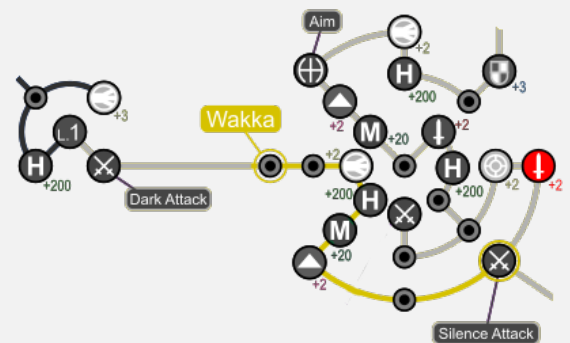 Aim
+2
H
+200
+3
+3
L.1
+2
M
+20
+2
Wakka
+2
H
+200
Dark Attack
H
+200
+2
+2
H
+200
M
+20
+2
Silence Attack